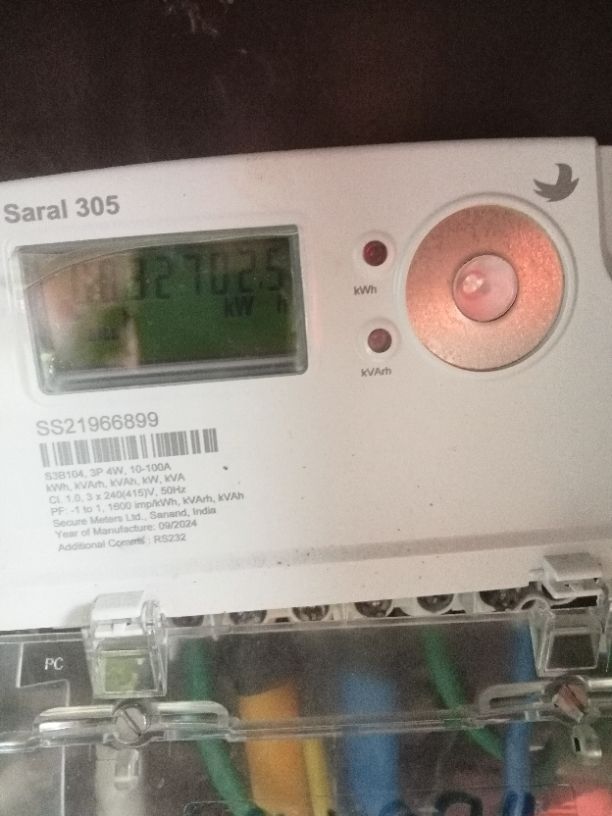 Saral 305
32702.5
kW h
kWh
kVArh
SS21966899
S3B104, 3P 4W, 10-100A
kWh, kVArh, kVAh, kW, kVA
Cl. 1.0, 3 x 240(415)V, 50Hz
PF: -1 to 1, 1600 imp/kWh, kVArh, kVAh
Secure Meters Ltd., Sanand, India
Year of Manufacture: 09/2024
Additional Comms : RS232
PC